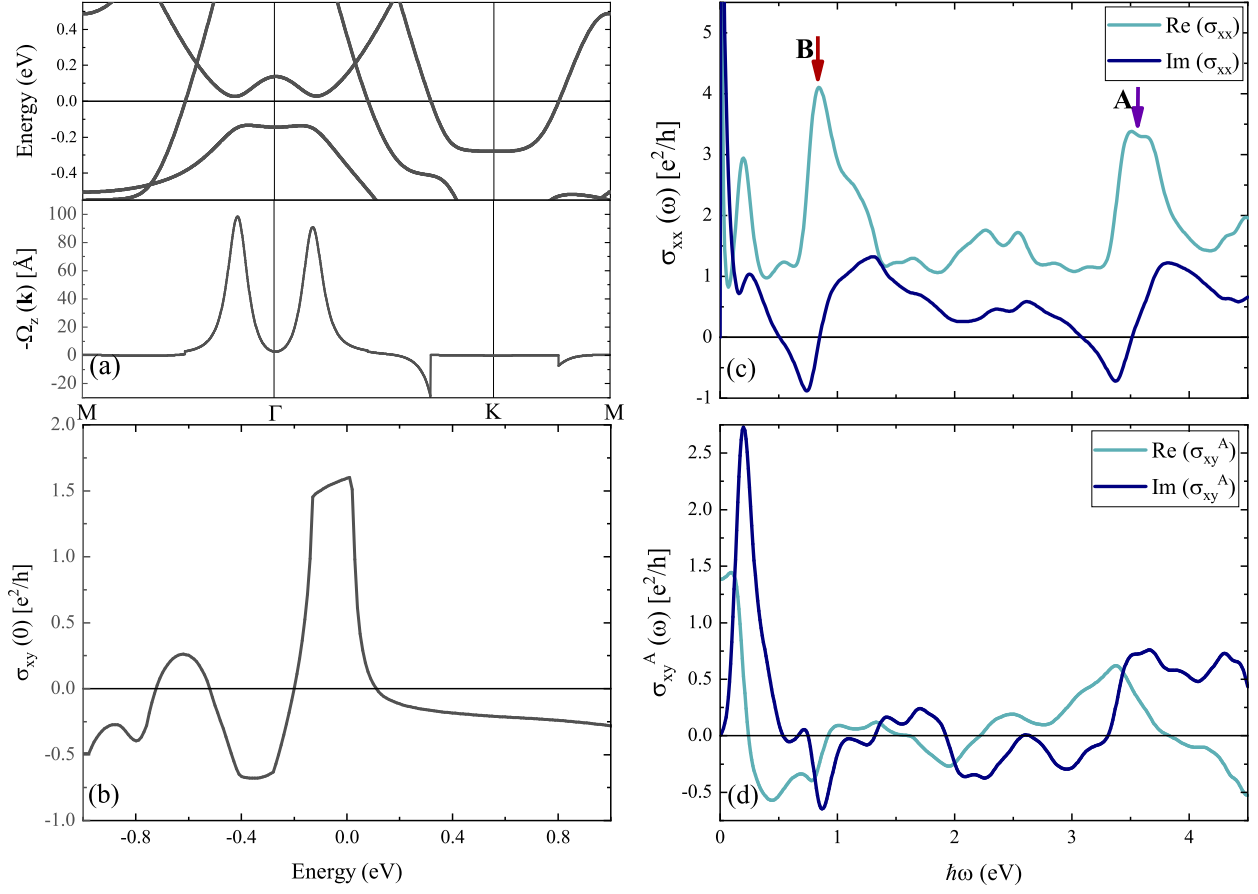 Energy (eV)
0.4
0.0
-0.2
-0.4
-Ω_z (k) [Å]
100
80
60
40
20
0
-20
(a)
M Γ K M
σ_xy (0) [e²/h]
2.0
1.5
1.0
0.5
0.0
-0.5
-1.0
(b)
-0.8 -0.4 0.0 0.4 0.8
Energy (eV)
σ_xx (ω) [e²/h]
5
4
3
2
1
0
-1
B
A
Re (σ_xx)
Im (σ_xx)
(c)
σ_xy^A (ω) [e²/h]
2.5
2.0
1.5
1.0
0.5
0.0
-0.5
Re (σ_xy^A)
Im (σ_xy^A)
(d)
0 1 2 3 4
ℏω (eV)